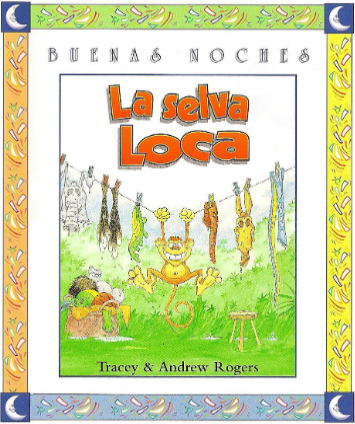 BUENAS NOCHES
La selva
Loca
Tracey & Andrew Rogers